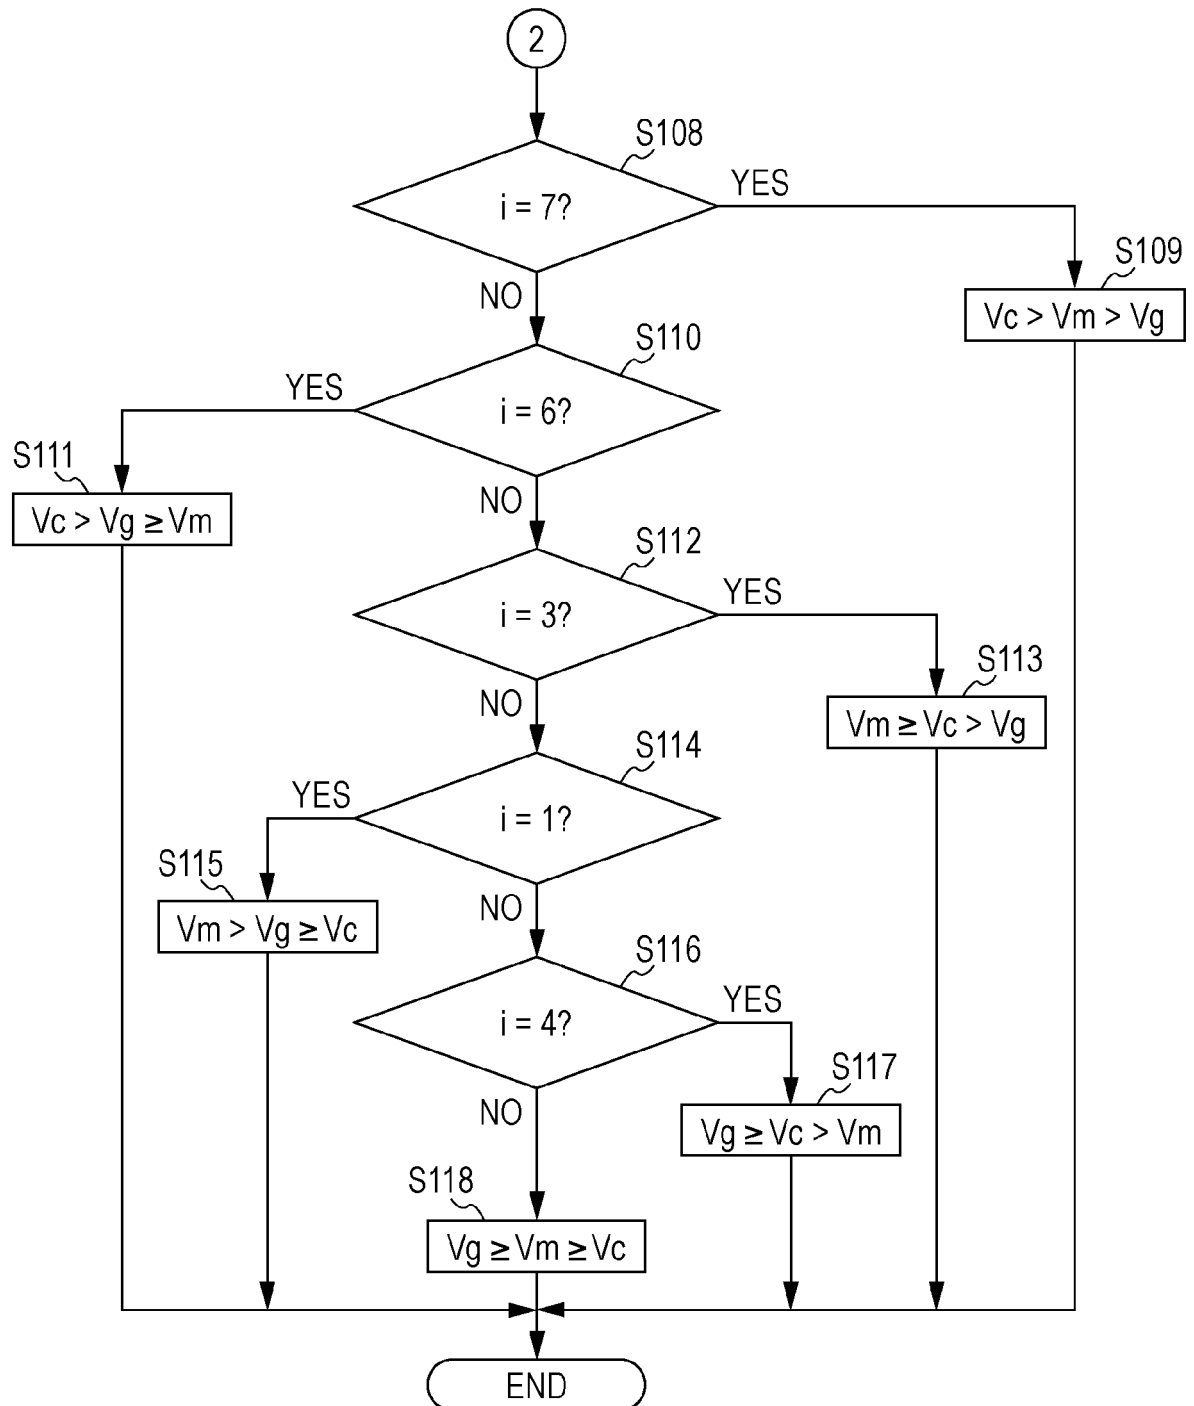 2
S108
i = 7?
YES
NO
S109
Vc > Vm > Vg
S110
i = 6?
YES
NO
S111
Vc > Vg ≥ Vm
S112
i = 3?
YES
NO
S113
Vm ≥ Vc > Vg
S114
i = 1?
YES
NO
S115
Vm > Vg ≥ Vc
S116
i = 4?
YES
NO
S117
Vg ≥ Vc > Vm
S118
Vg ≥ Vm ≥ Vc
END